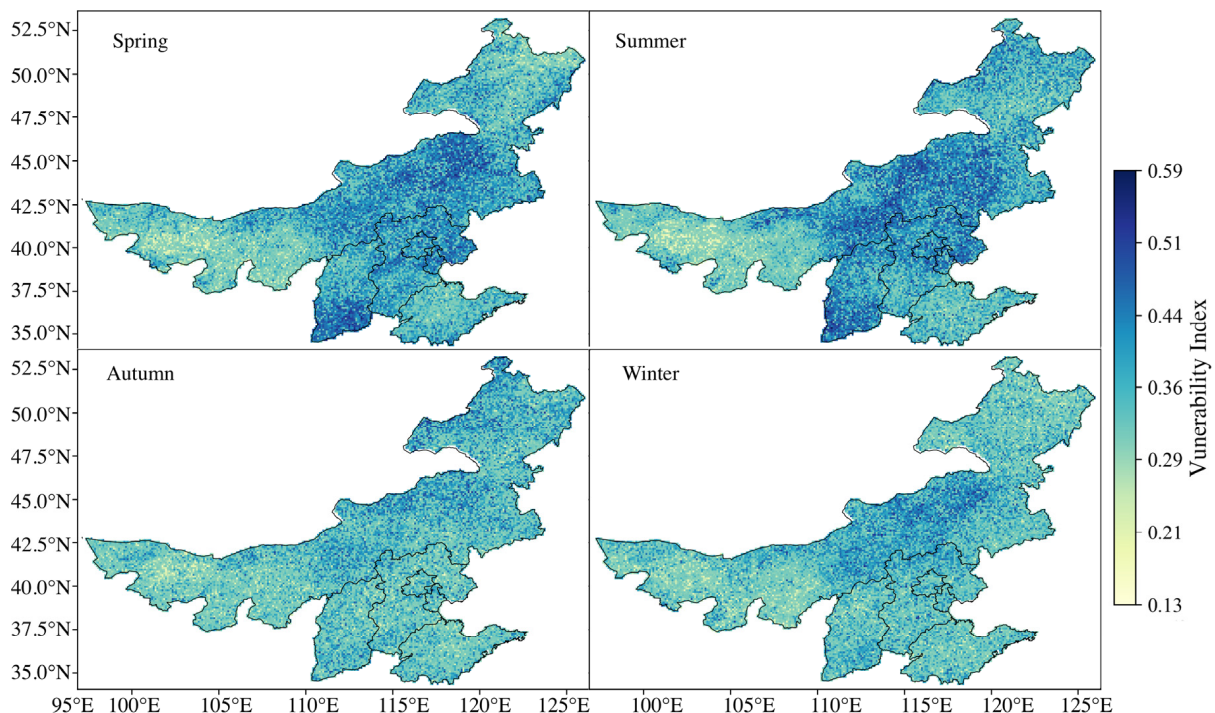 52.5°N
50.0°N
47.5°N
45.0°N
42.5°N
40.0°N
37.5°N
35.0°N
Spring
Summer
52.5°N
50.0°N
47.5°N
45.0°N
42.5°N
40.0°N
37.5°N
35.0°N
Autumn
Winter
95°E 100°E 105°E 110°E 115°E 120°E 125°E
100°E 105°E 110°E 115°E 120°E 125°E
0.59
0.51
0.44
0.36
0.29
0.21
0.13
Vunerability Index